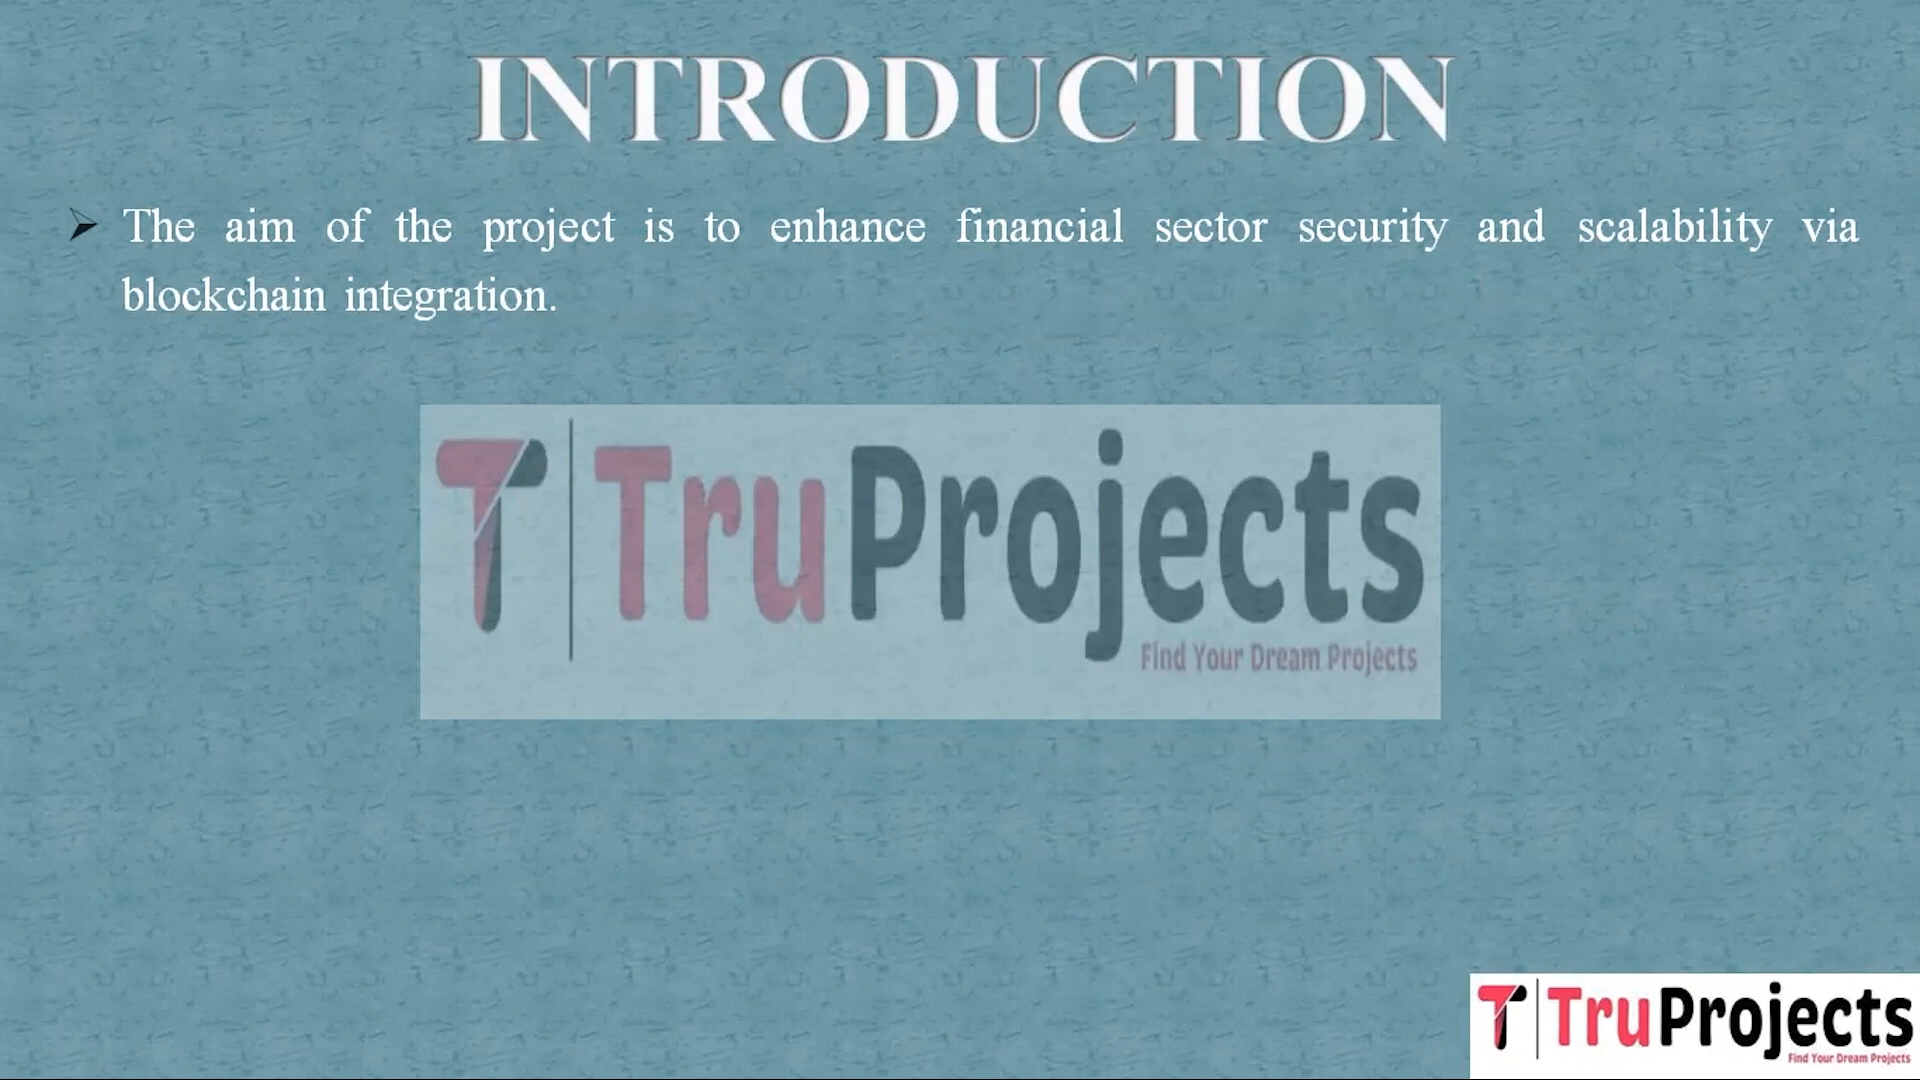 INTRODUCTION
The aim of the project is to enhance financial sector security and scalability via
blockchain integration.
T TruProjects
Find Your Dream Projects
T TruProjects
Find Your Dream Projects